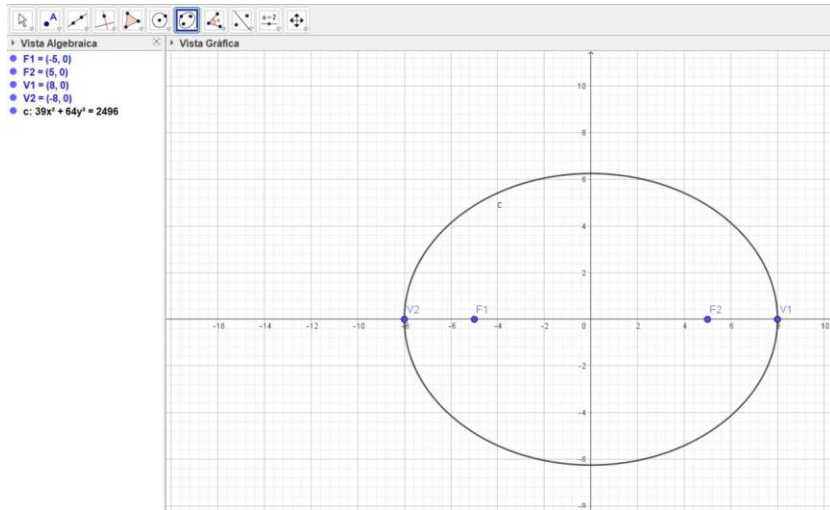 A
a=2
Vista Algebraica
Vista Gráfica
F1 = (-5, 0)
F2 = (5, 0)
V1 = (8, 0)
V2 = (-8, 0)
c: 39x² + 64y² = 2496
10
8
6
4
2
0
-2
-4
-6
-8
-16
-14
-12
-10
-8
-6
-4
-2
2
4
6
8
10
c
V2
F1
F2
V1